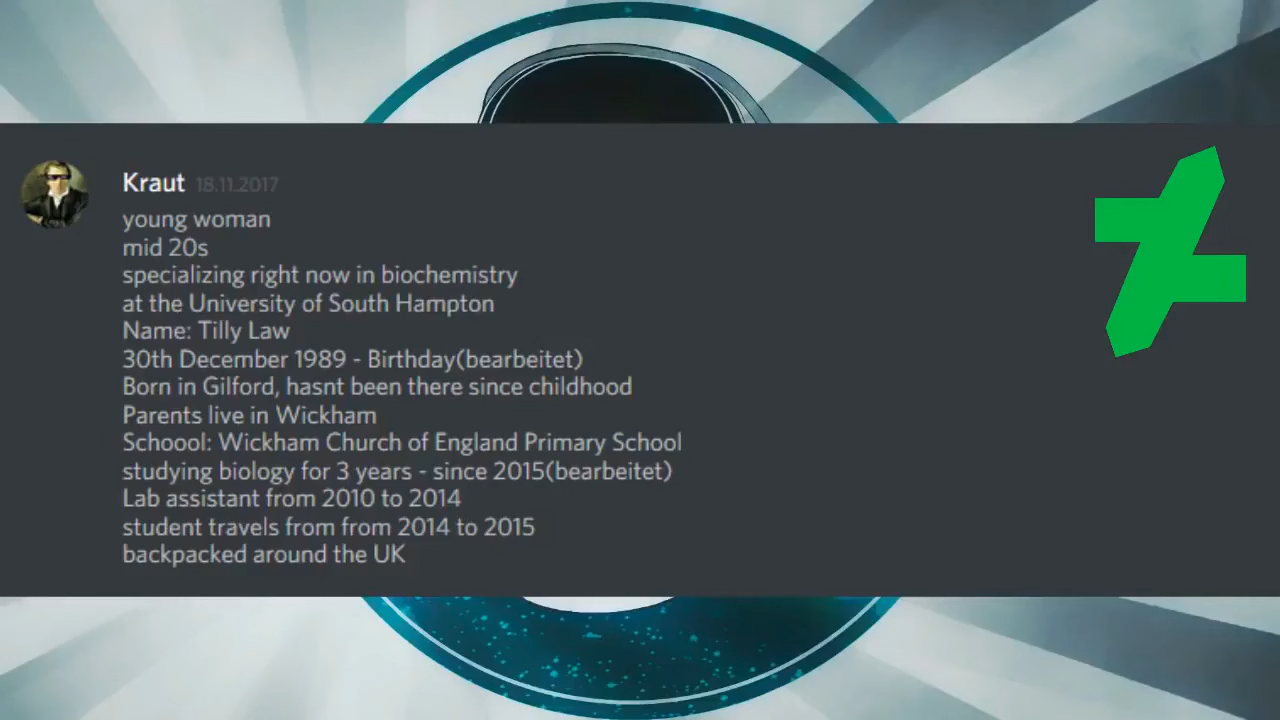 Kraut 18.11.2017
young woman
mid 20s
specializing right now in biochemistry
at the University of South Hampton
Name: Tilly Law
30th December 1989 - Birthday(bearbeitet)
Born in Gilford, hasnt been there since childhood
Parents live in Wickham
Schoool: Wickham Church of England Primary School
studying biology for 3 years - since 2015(bearbeitet)
Lab assistant from 2010 to 2014
student travels from from 2014 to 2015
backpacked around the UK